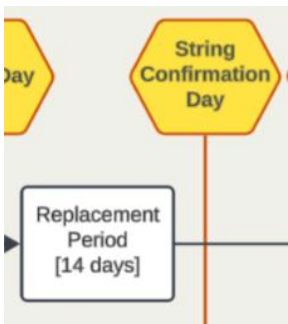 Day
String
Confirmation
Day
Replacement
Period
[14 days]